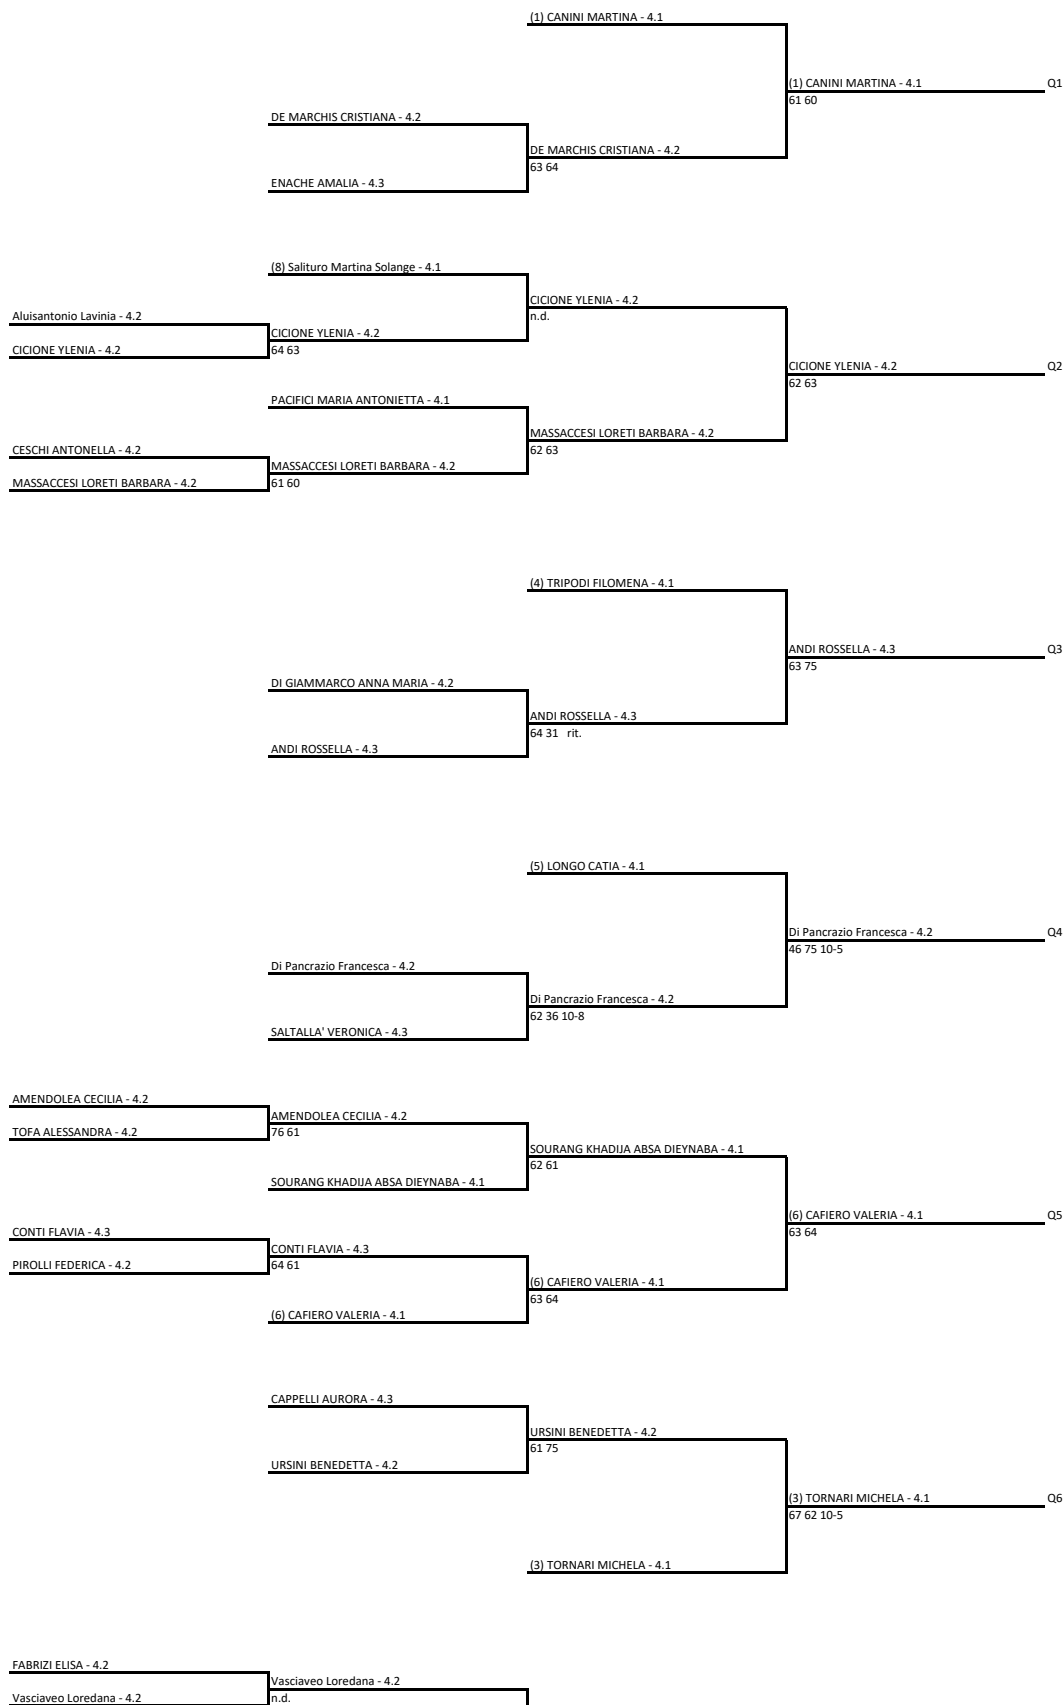 (1) CANINI MARTINA - 4.1
(1) CANINI MARTINA - 4.1
Q1
61 60
DE MARCHIS CRISTIANA - 4.2
DE MARCHIS CRISTIANA - 4.2
63 64
ENACHE AMALIA - 4.3
(8) Salituro Martina Solange - 4.1
CICIONE YLENIA - 4.2
n.d.
Aluisantonio Lavinia - 4.2
CICIONE YLENIA - 4.2
CICIONE YLENIA - 4.2
64 63
CICIONE YLENIA - 4.2
Q2
62 63
PACIFICI MARIA ANTONIETTA - 4.1
MASSACCESI LORETI BARBARA - 4.2
62 63
CESCHI ANTONELLA - 4.2
MASSACCESI LORETI BARBARA - 4.2
MASSACCESI LORETI BARBARA - 4.2
61 60
(4) TRIPODI FILOMENA - 4.1
ANDI ROSSELLA - 4.3
Q3
63 75
DI GIAMMARCO ANNA MARIA - 4.2
ANDI ROSSELLA - 4.3
64 31 rit.
ANDI ROSSELLA - 4.3
(5) LONGO CATIA - 4.1
Di Pancrazio Francesca - 4.2
Q4
46 75 10-5
Di Pancrazio Francesca - 4.2
Di Pancrazio Francesca - 4.2
62 36 10-8
SALTALLA' VERONICA - 4.3
AMENDOLEA CECILIA - 4.2
AMENDOLEA CECILIA - 4.2
TOFA ALESSANDRA - 4.2
76 61
SOURANG KHADIJA ABSA DIEYNABA - 4.1
62 61
SOURANG KHADIJA ABSA DIEYNABA - 4.1
(6) CAFIERO VALERIA - 4.1
Q5
63 64
CONTI FLAVIA - 4.3
CONTI FLAVIA - 4.3
PIROLLI FEDERICA - 4.2
64 61
(6) CAFIERO VALERIA - 4.1
63 64
(6) CAFIERO VALERIA - 4.1
CAPPELLI AURORA - 4.3
URSINI BENEDETTA - 4.2
61 75
URSINI BENEDETTA - 4.2
(3) TORNARI MICHELA - 4.1
Q6
67 62 10-5
(3) TORNARI MICHELA - 4.1
FABRIZI ELISA - 4.2
Vasciaveo Loredana - 4.2
Vasciaveo Loredana - 4.2
n.d.